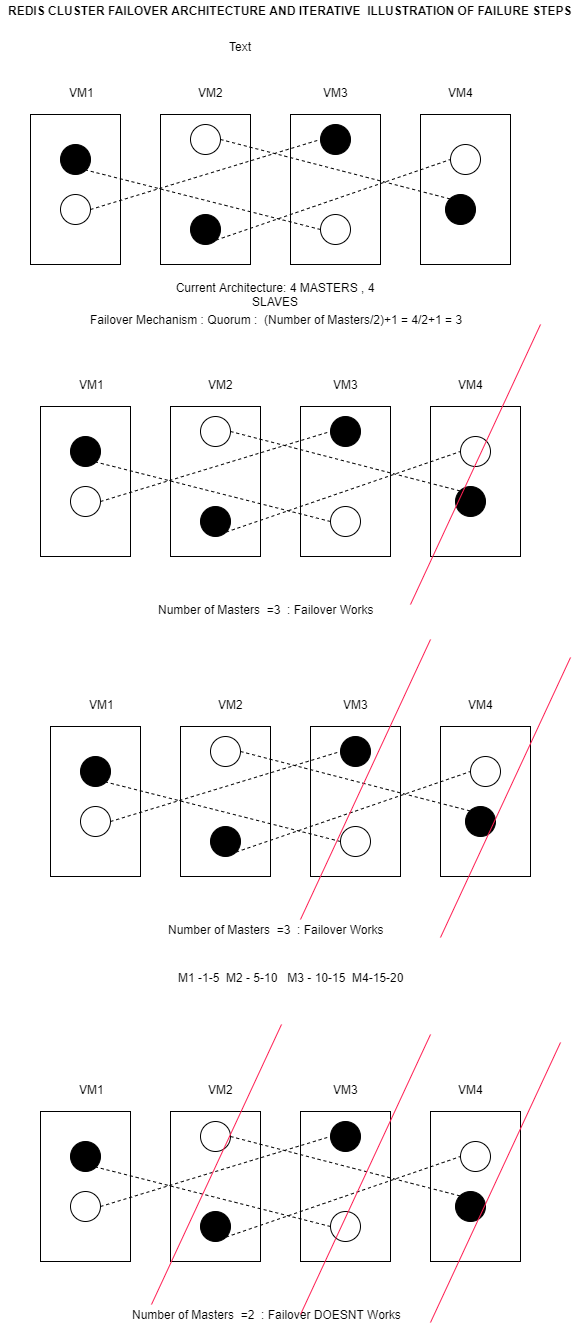 REDIS CLUSTER FAILOVER ARCHITECTURE AND ITERATIVE ILLUSTRATION OF FAILURE STEPS
Text
VM1 VM2 VM3 VM4
Current Architecture: 4 MASTERS , 4
SLAVES
Failover Mechanism : Quorum : (Number of Masters/2)+1 = 4/2+1 = 3
VM1 VM2 VM3 VM4
Number of Masters =3 : Failover Works
VM1 VM2 VM3 VM4
Number of Masters =3 : Failover Works
M1 -1-5 M2 - 5-10 M3 - 10-15 M4-15-20
VM1 VM2 VM3 VM4
Number of Masters =2 : Failover DOESNT Works